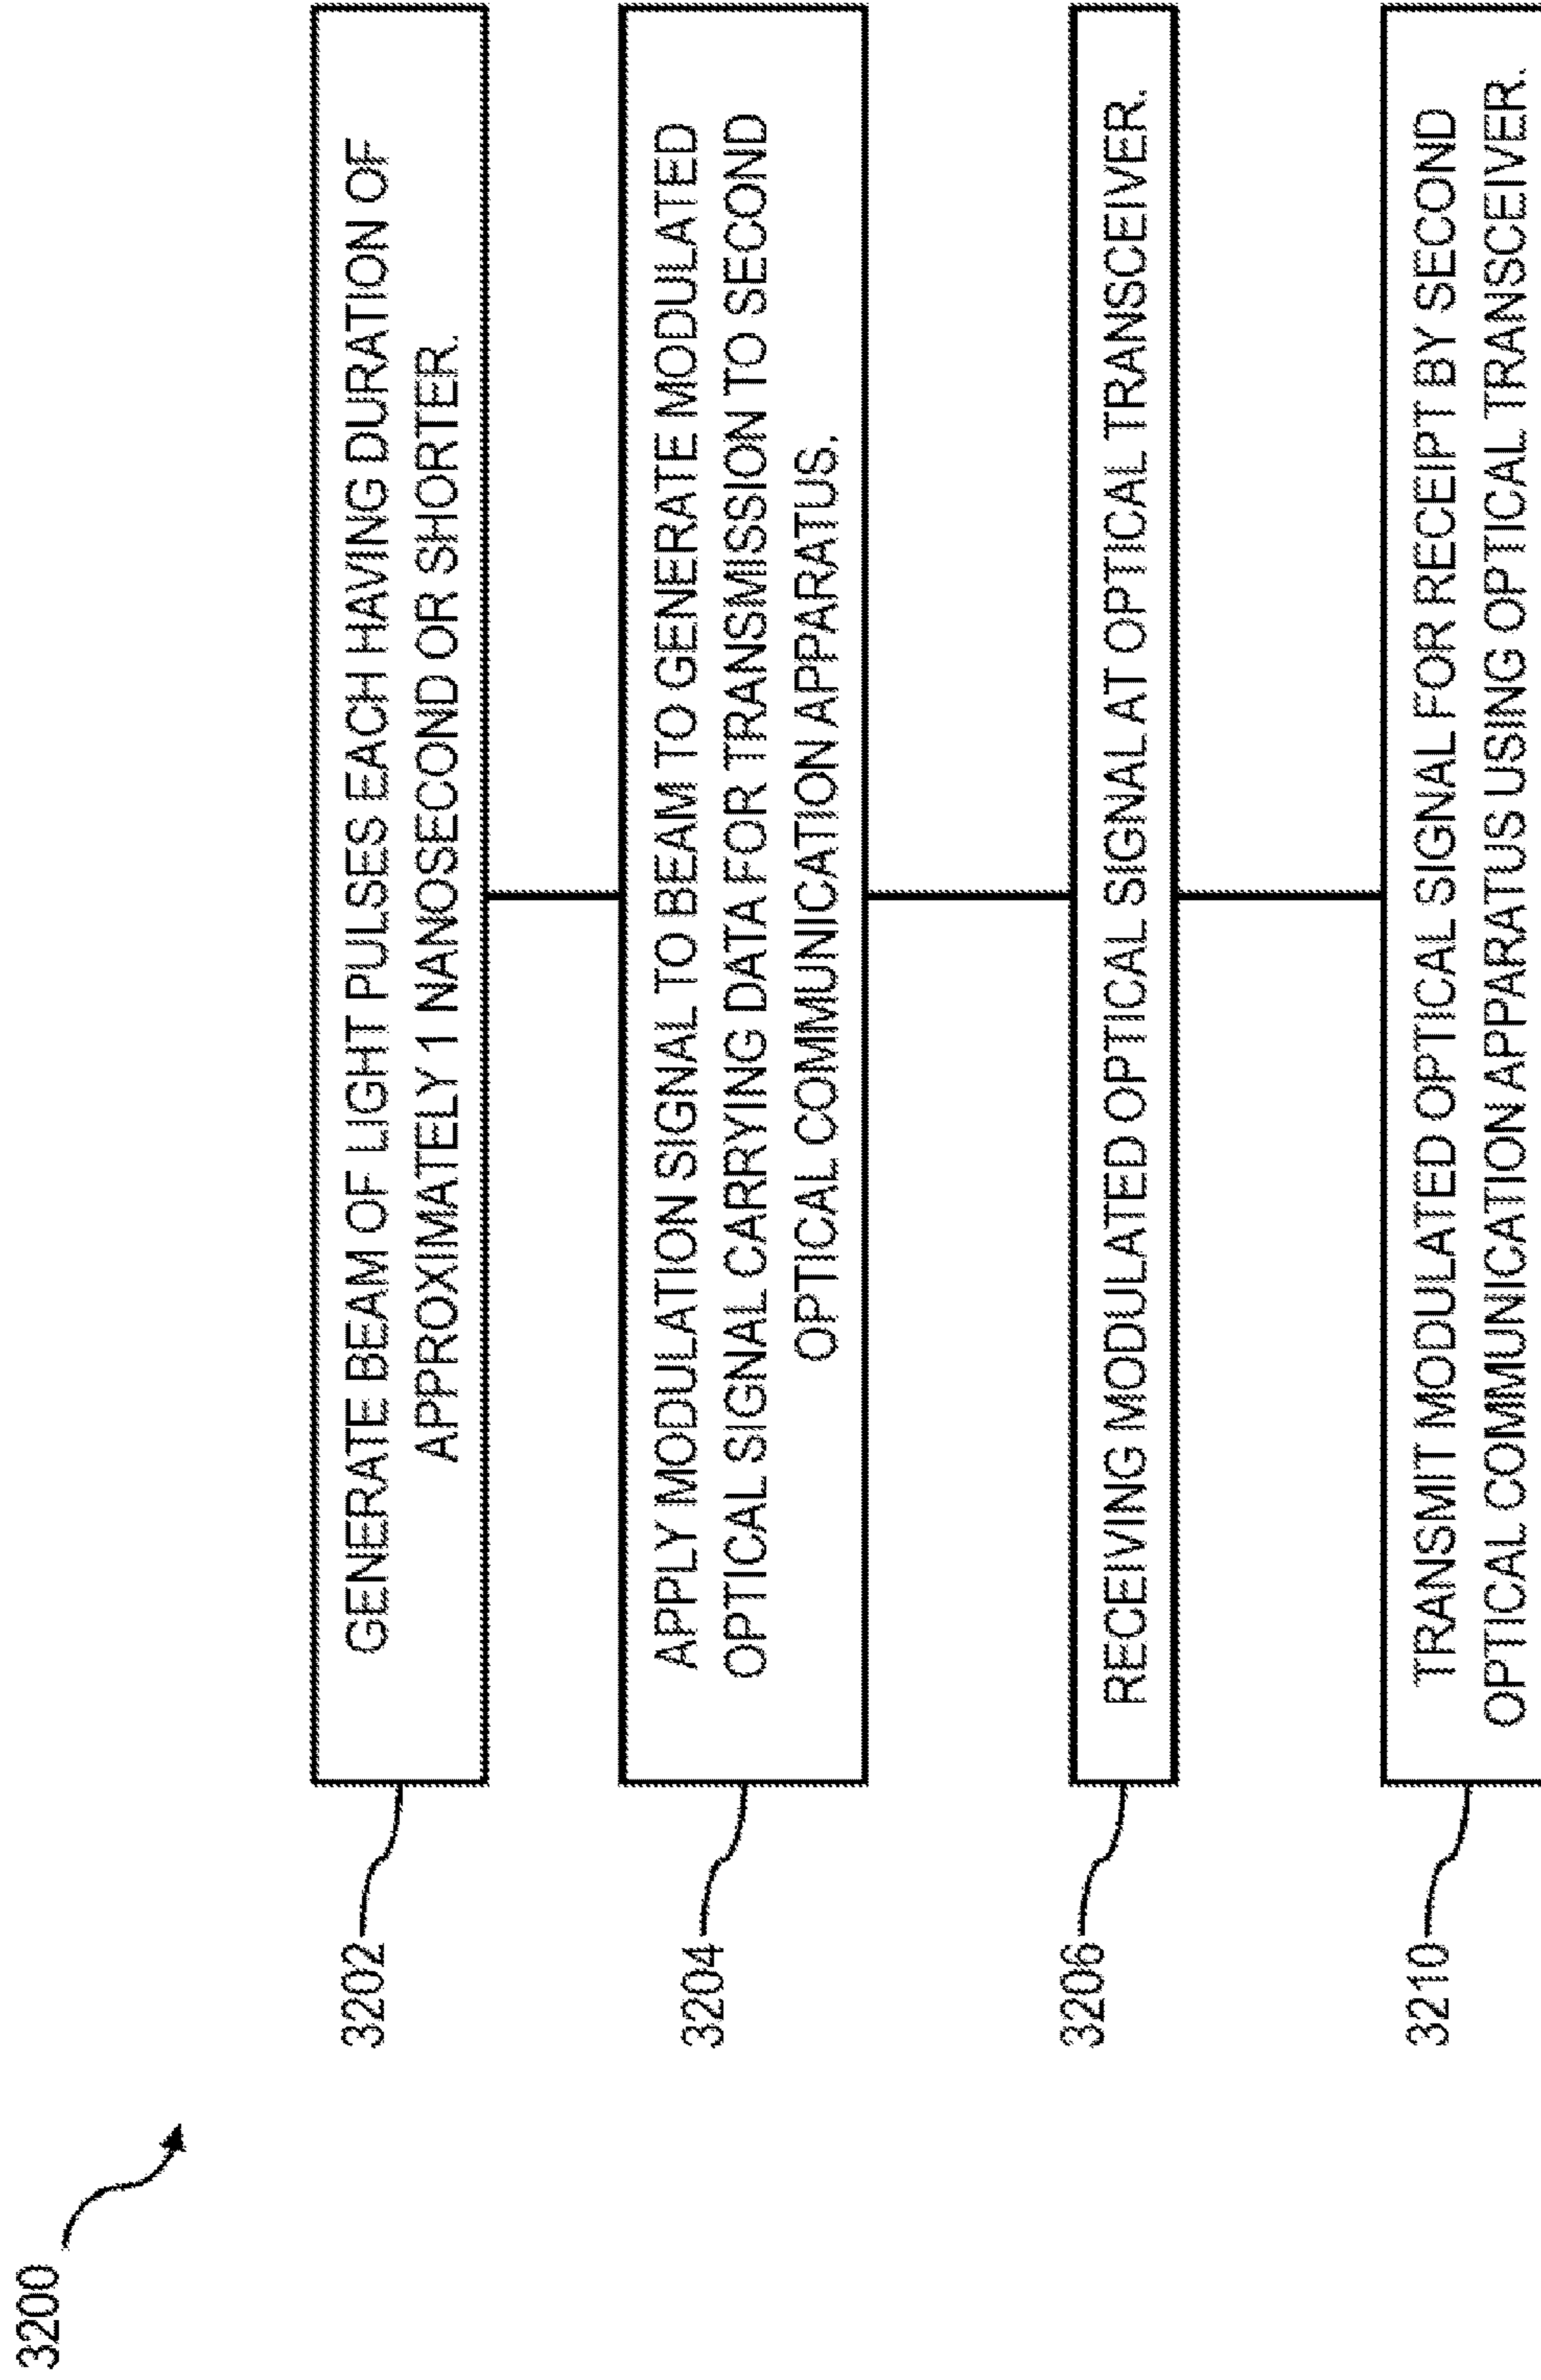 3200
3202
GENERATE BEAM OF LIGHT PULSES EACH HAVING DURATION OF
APPROXIMATELY 1 NANOSECOND OR SHORTER.
3204
APPLY MODULATION SIGNAL TO BEAM TO GENERATE MODULATED
OPTICAL SIGNAL CARRYING DATA FOR TRANSMISSION TO SECOND
OPTICAL COMMUNICATION APPARATUS.
3206
RECEIVING MODULATED OPTICAL SIGNAL AT OPTICAL TRANSCEIVER.
3210
TRANSMIT MODULATED OPTICAL SIGNAL FOR RECEIPT BY SECOND
OPTICAL COMMUNICATION APPARATUS USING OPTICAL TRANSCEIVER.